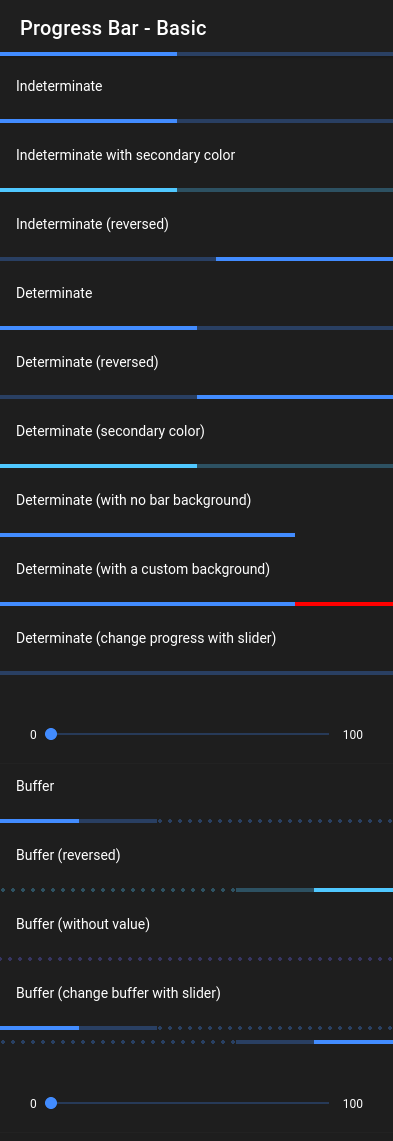 Progress Bar - Basic
Indeterminate
Indeterminate with secondary color
Indeterminate (reversed)
Determinate
Determinate (reversed)
Determinate (secondary color)
Determinate (with no bar background)
Determinate (with a custom background)
Determinate (change progress with slider)
0 100
Buffer
Buffer (reversed)
Buffer (without value)
Buffer (change buffer with slider)
0 100